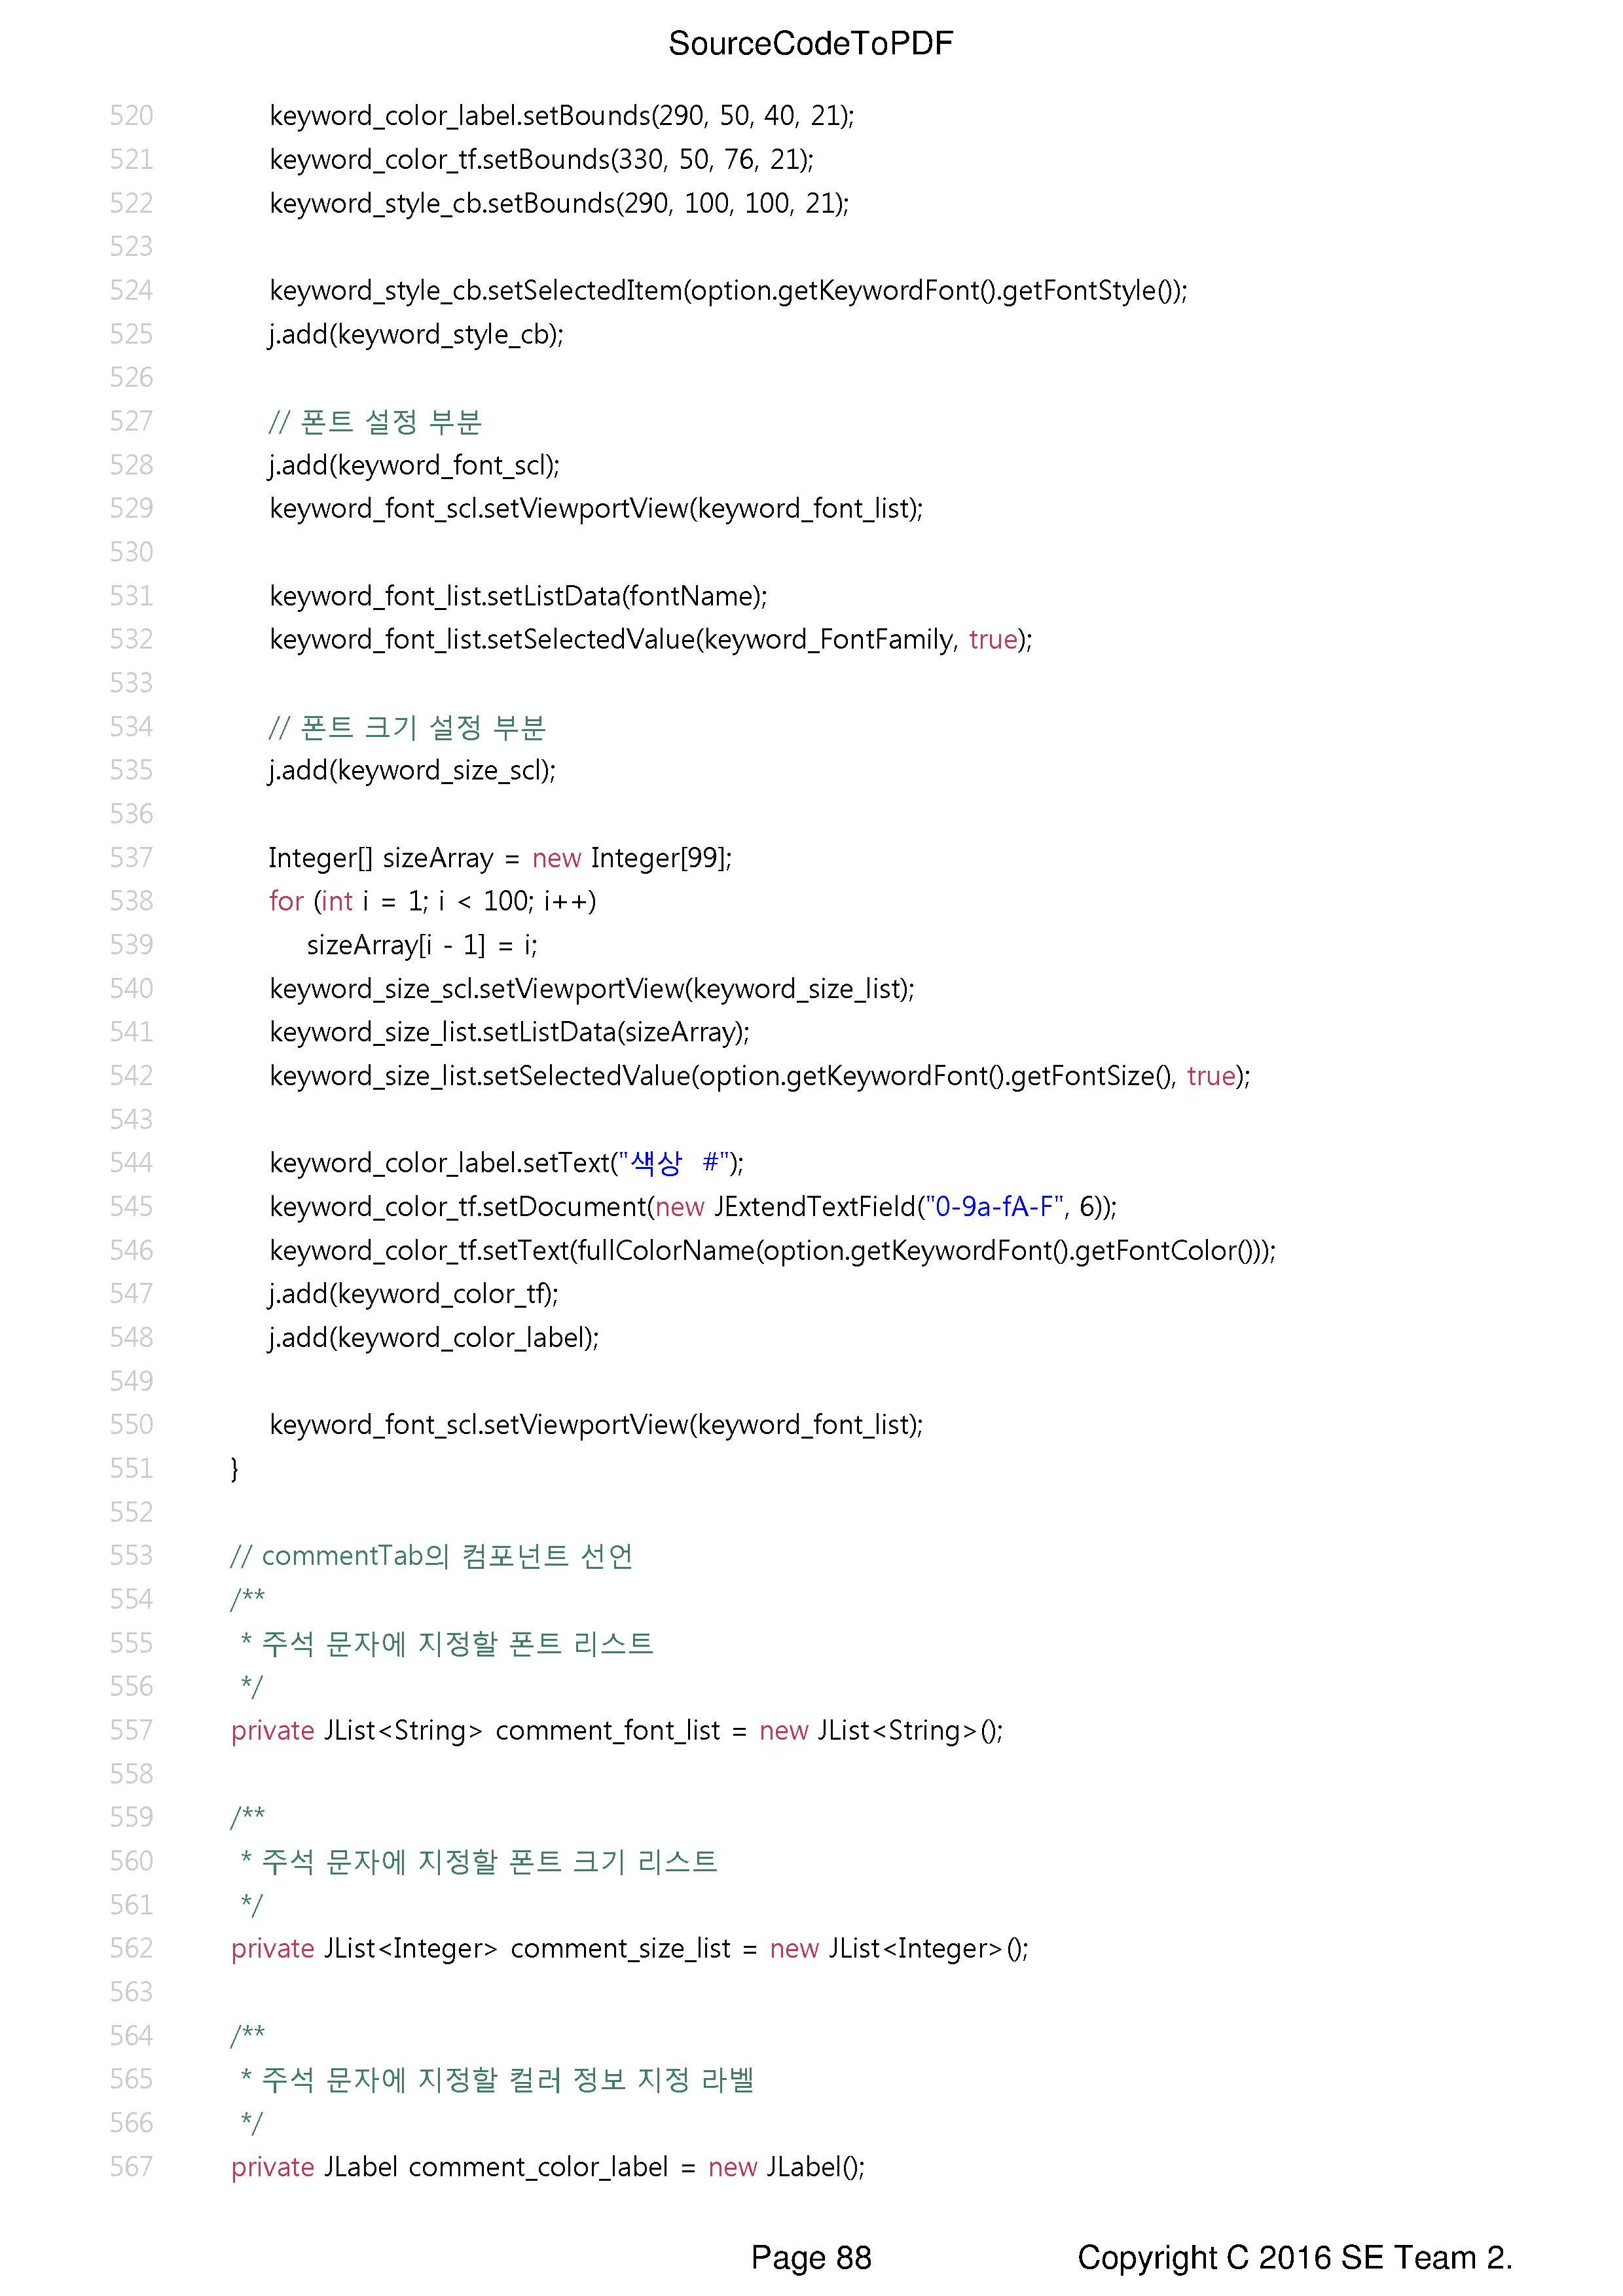 SourceCodeToPDF
520 keyword_color_label.setBounds(290, 50, 40, 21);
521 keyword_color_tf.setBounds(330, 50, 76, 21);
522 keyword_style_cb.setBounds(290, 100, 100, 21);
523
524 keyword_style_cb.setSelectedItem(option.getKeywordFont().getFontStyle());
525 j.add(keyword_style_cb);
526
527 // 폰트 설정 부분
528 j.add(keyword_font_scl);
529 keyword_font_scl.setViewportView(keyword_font_list);
530
531 keyword_font_list.setListData(fontName);
532 keyword_font_list.setSelectedValue(keyword_FontFamily, true);
533
534 // 폰트 크기 설정 부분
535 j.add(keyword_size_scl);
536
537 Integer[] sizeArray = new Integer[99];
538 for (int i = 1; i < 100; i++)
539 sizeArray[i - 1] = i;
540 keyword_size_scl.setViewportView(keyword_size_list);
541 keyword_size_list.setListData(sizeArray);
542 keyword_size_list.setSelectedValue(option.getKeywordFont().getFontSize(), true);
543
544 keyword_color_label.setText("색상  #");
545 keyword_color_tf.setDocument(new JExtendTextField("0-9a-fA-F", 6));
546 keyword_color_tf.setText(fullColorName(option.getKeywordFont().getFontColor()));
547 j.add(keyword_color_tf);
548 j.add(keyword_color_label);
549
550 keyword_font_scl.setViewportView(keyword_font_list);
551 }
552
553 // commentTab의 컴포넌트 선언
554 /**
555 * 주석 문자에 지정할 폰트 리스트
556 */
557 private JList<String> comment_font_list = new JList<String>();
558
559 /**
560 * 주석 문자에 지정할 폰트 크기 리스트
561 */
562 private JList<Integer> comment_size_list = new JList<Integer>();
563
564 /**
565 * 주석 문자에 지정할 컬러 정보 지정 라벨
566 */
567 private JLabel comment_color_label = new JLabel();
Page 88 Copyright C 2016 SE Team 2.